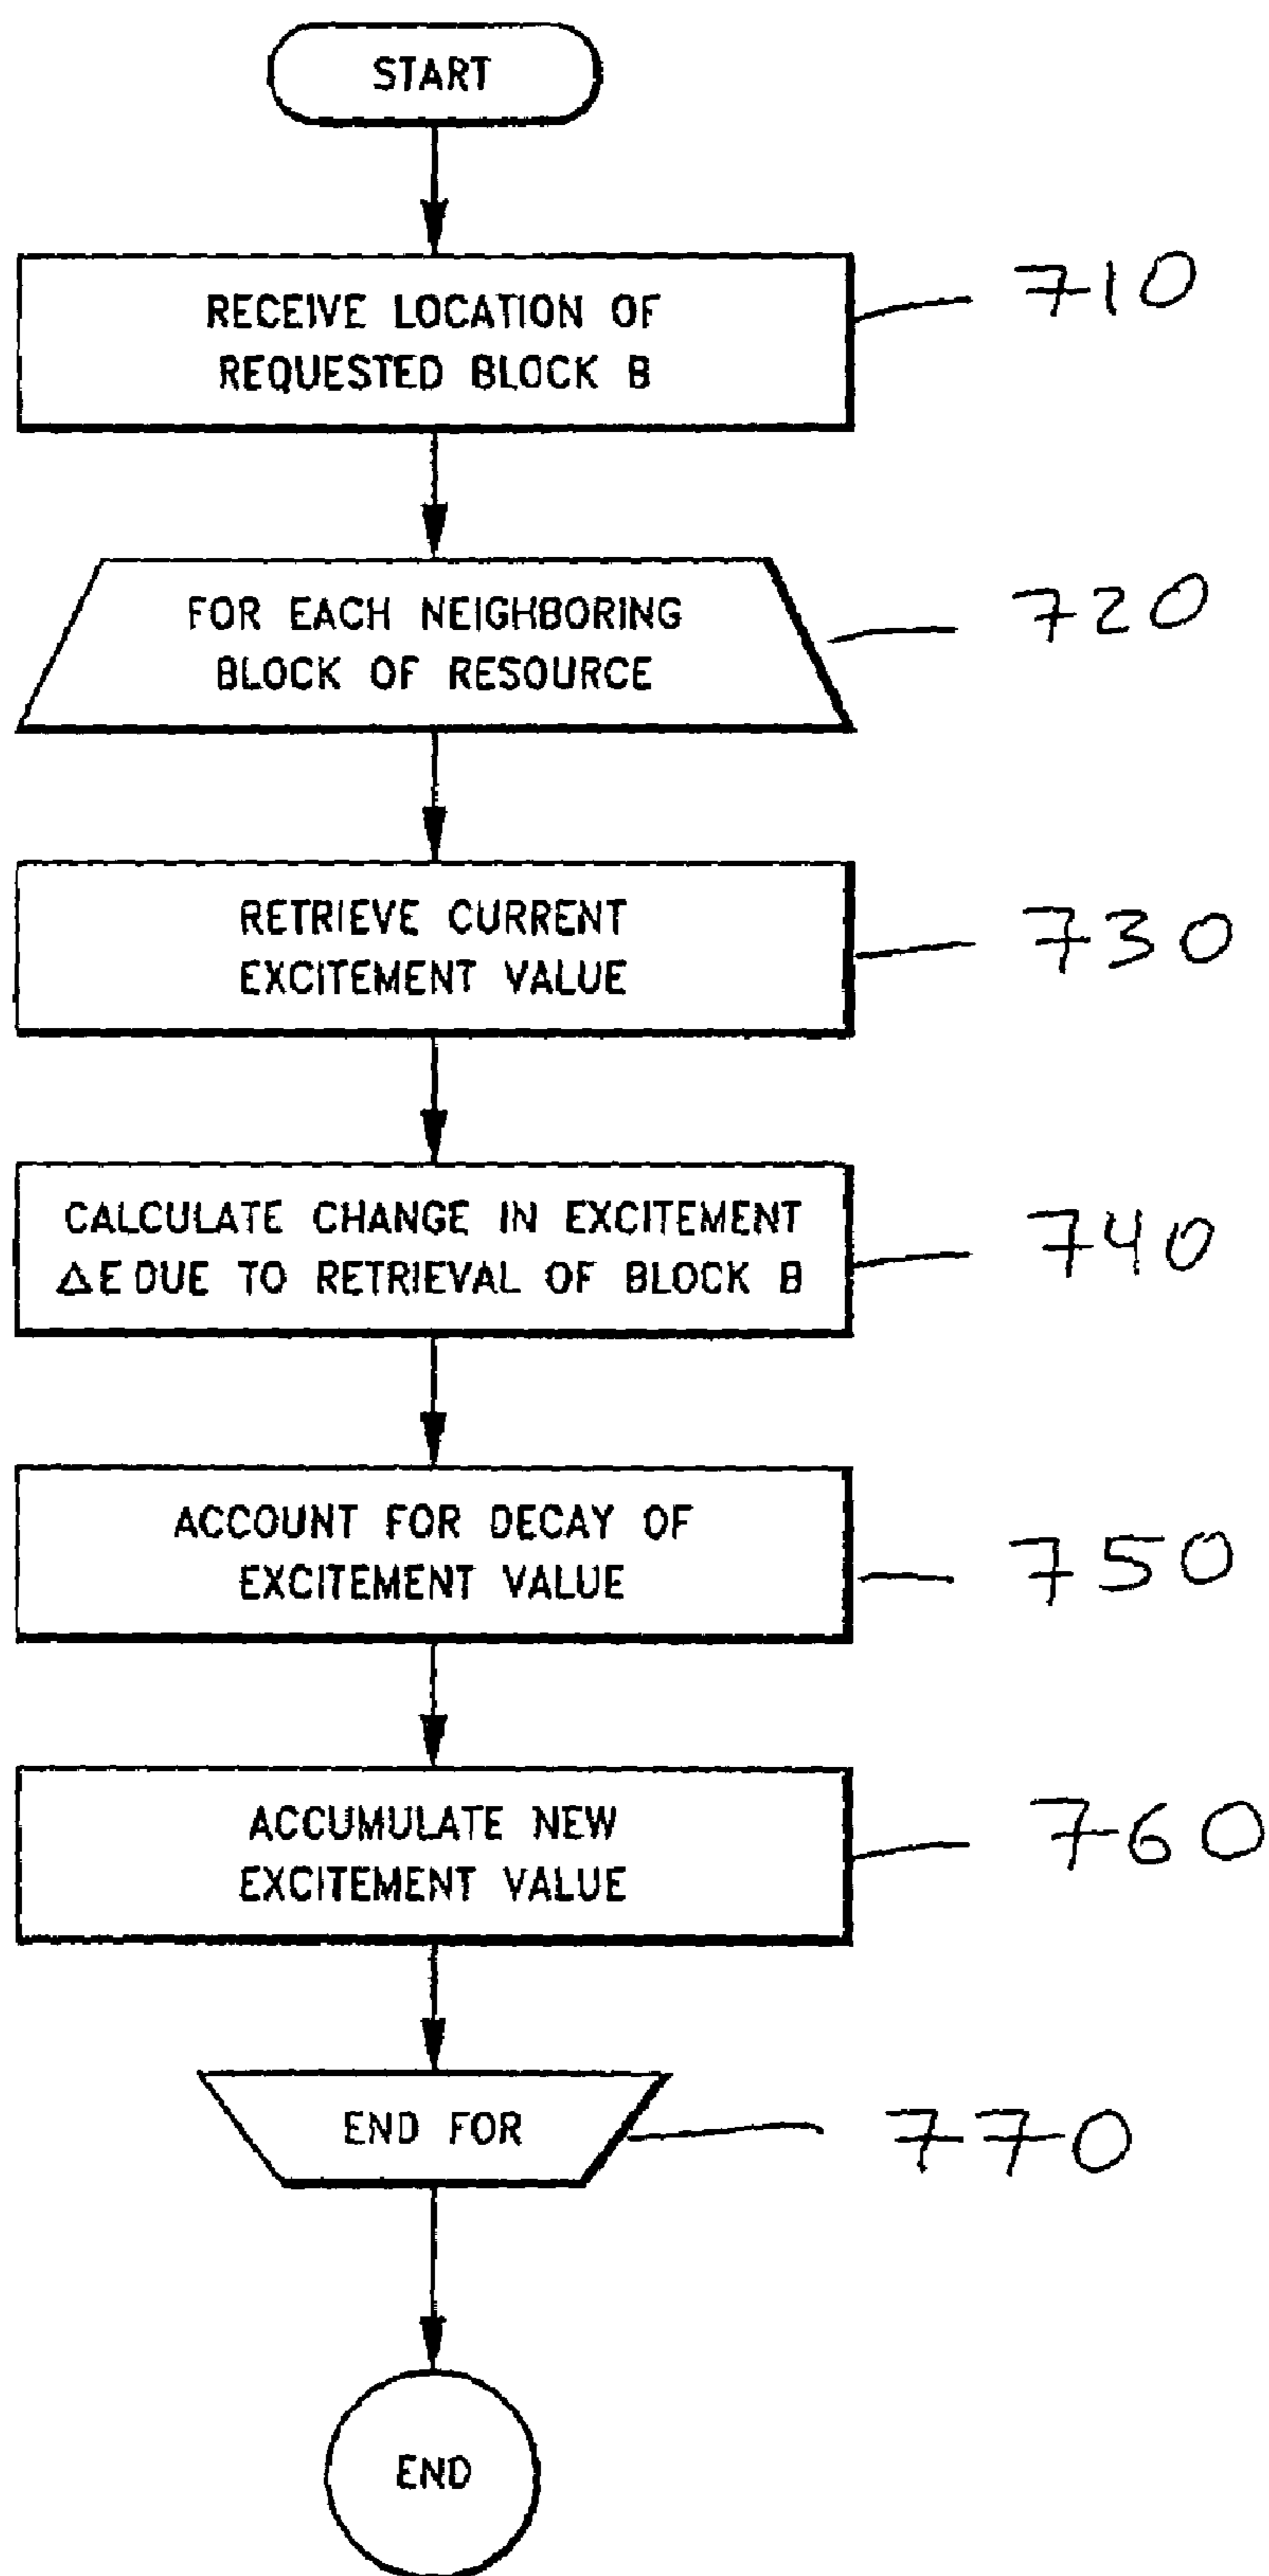 START
RECEIVE LOCATION OF
REQUESTED BLOCK B
710
FOR EACH NEIGHBORING
BLOCK OF RESOURCE
720
RETRIEVE CURRENT
EXCITEMENT VALUE
730
CALCULATE CHANGE IN EXCITEMENT
ΔE DUE TO RETRIEVAL OF BLOCK B
740
ACCOUNT FOR DECAY OF
EXCITEMENT VALUE
750
ACCUMULATE NEW
EXCITEMENT VALUE
760
END FOR
770
END